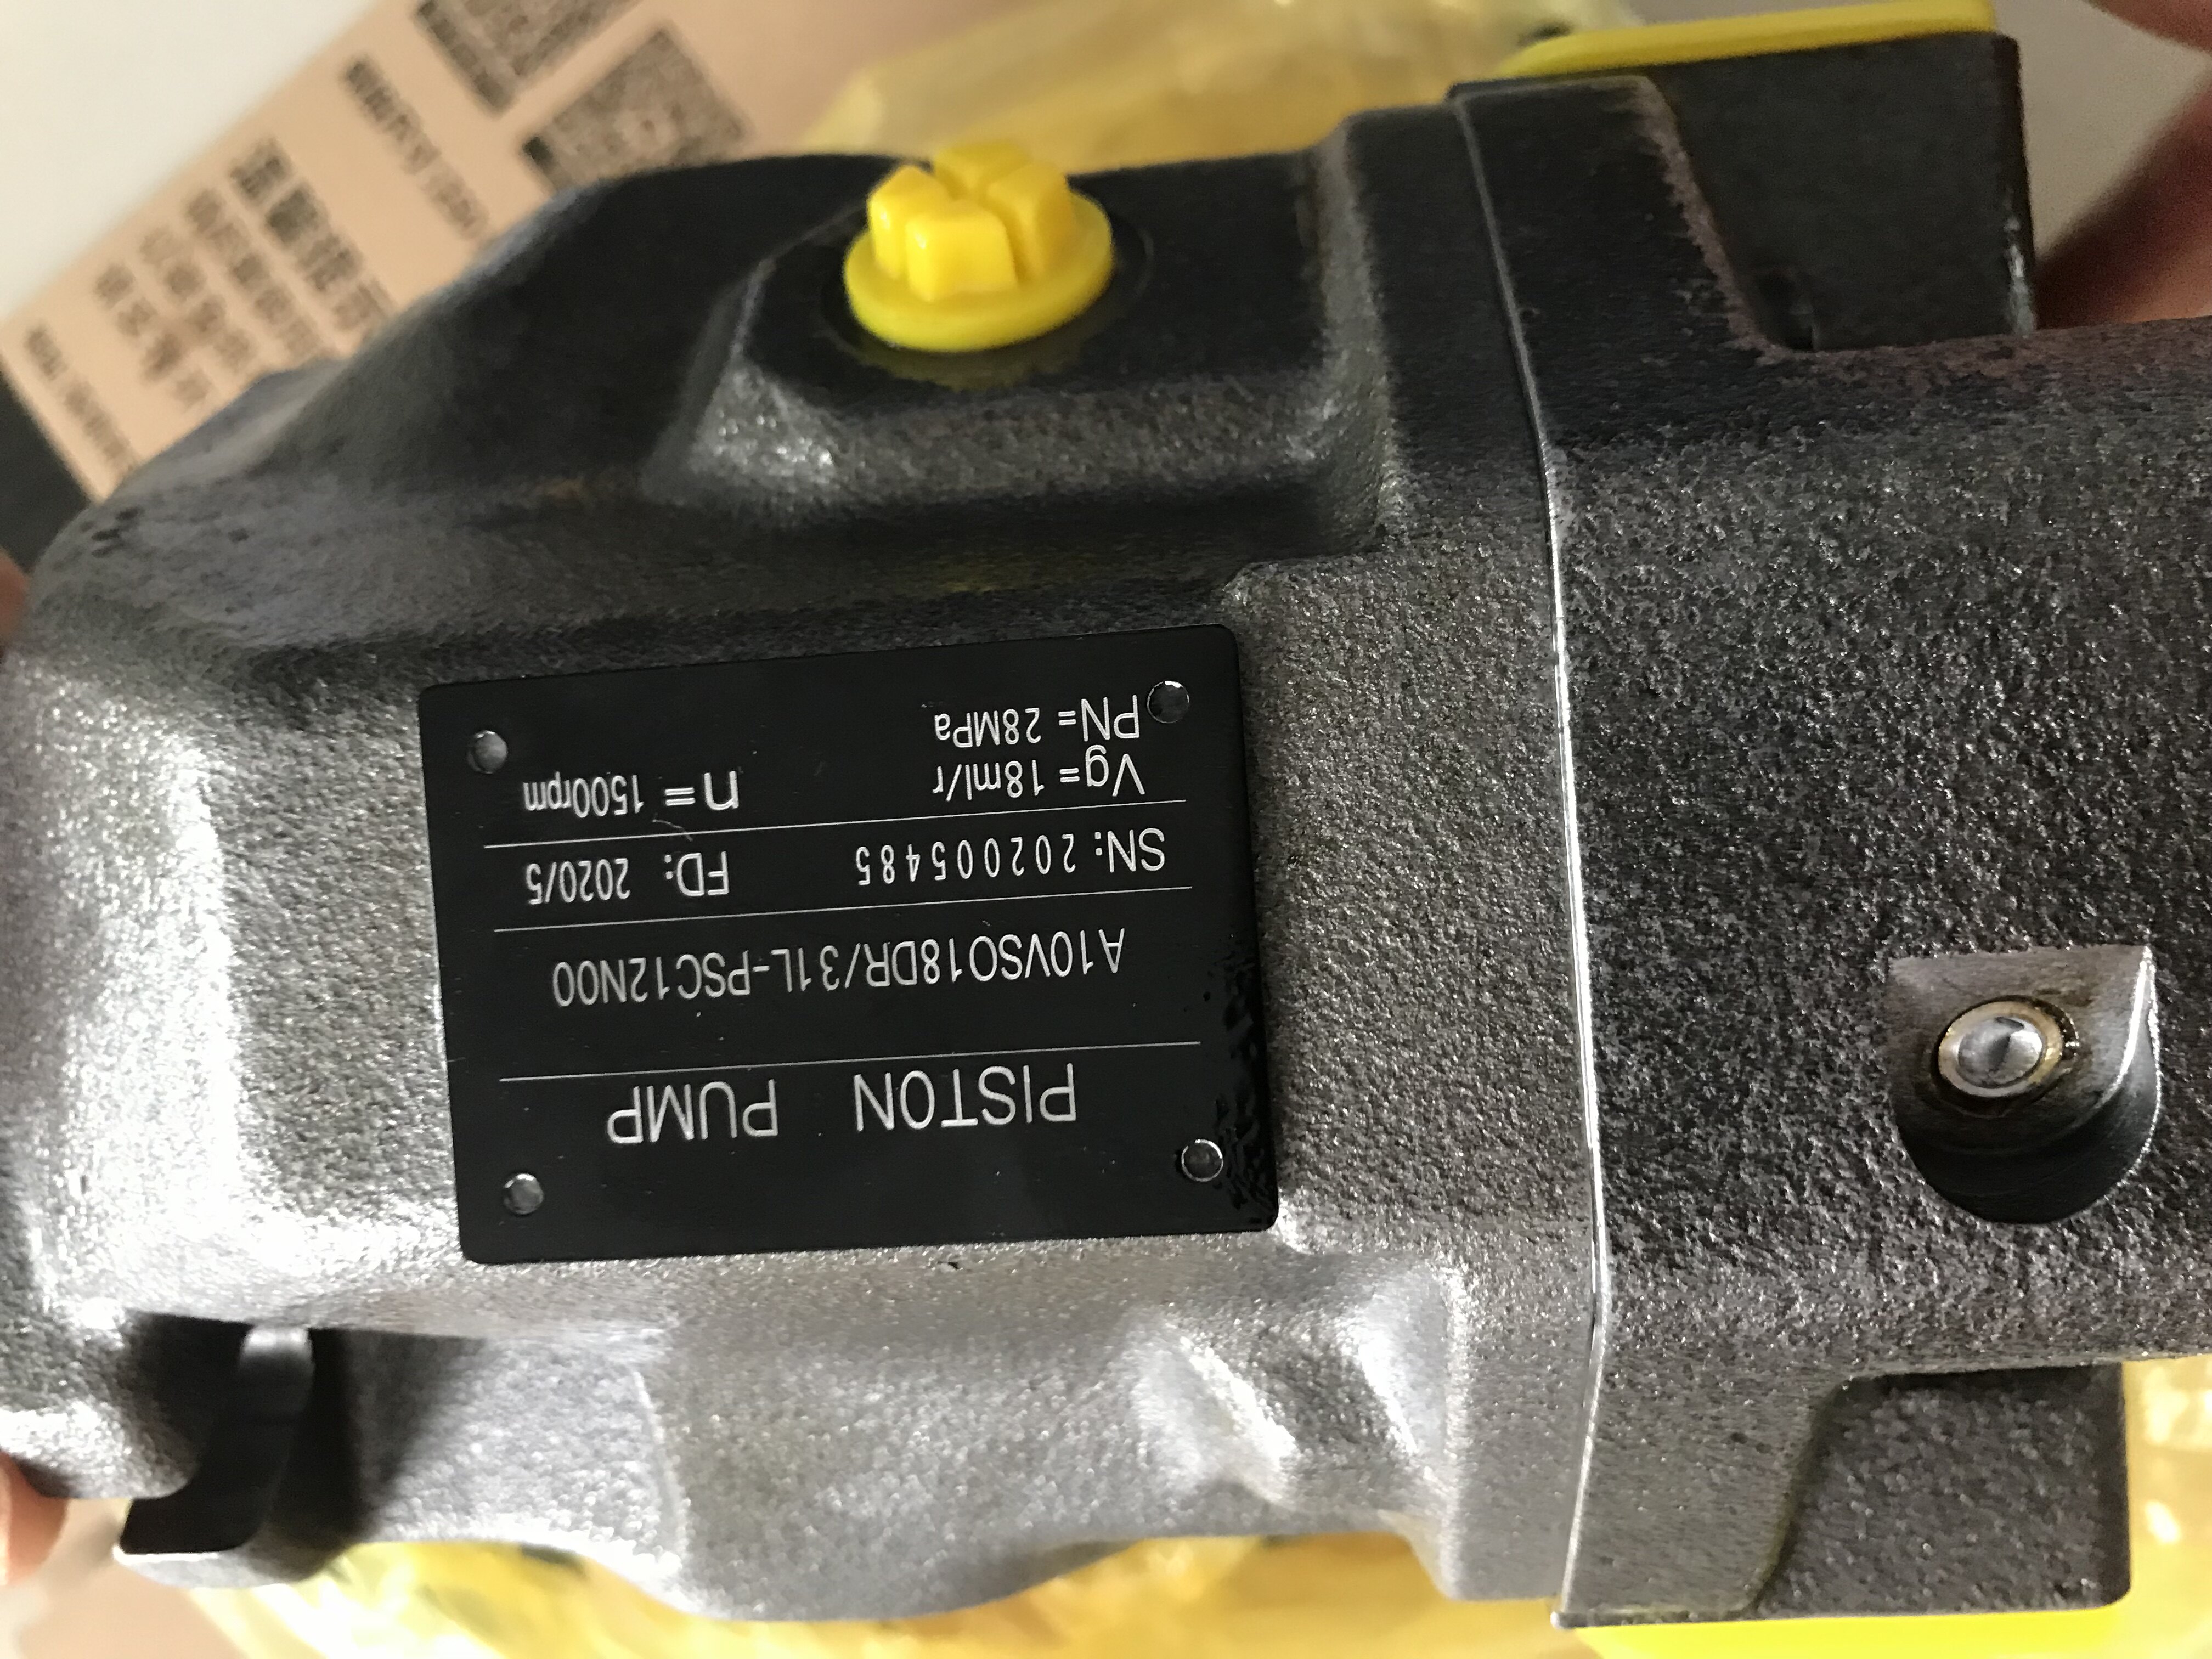 PISTON PUMP
A10VSO18DR/31L-PSC12N00
SN: 202005485 FD: 2020/5
Vg= 18ml/r n= 1500rpm
PN= 28MPa